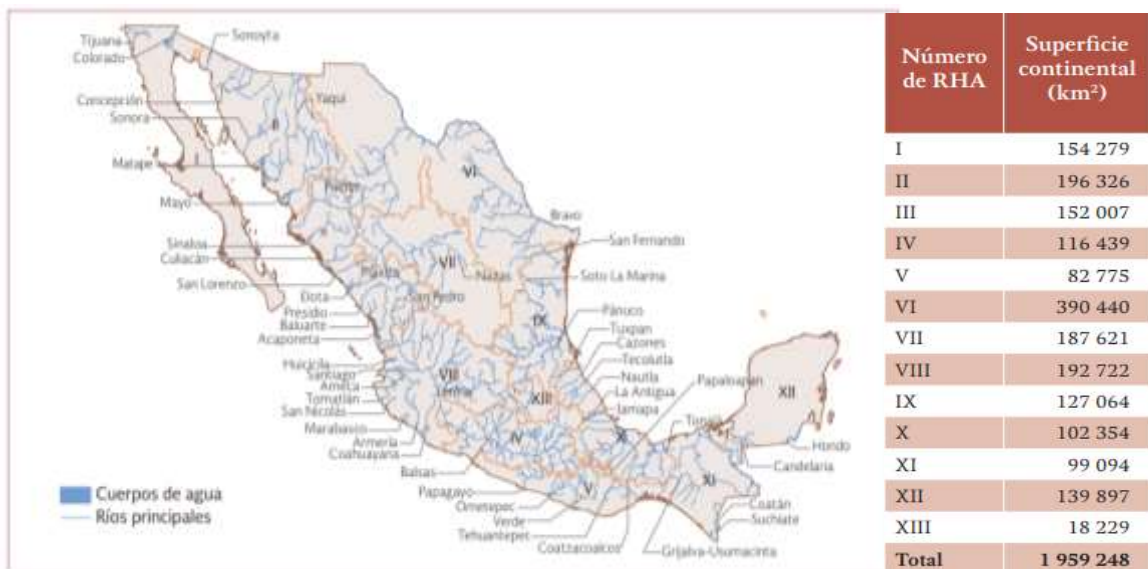 Tijuana
Colorado
Sonoyta
Concepción
Sonora
Yaqui
II
Matape
I
VI
Mayo
Fuerte
Bravo
Sinaloa
Culiacán
San Fernando
VII
Nazas
Soto La Marina
San Lorenzo
Elota
San Pedro
Presidio
Baluarte
Acaponeta
IX
Pánuco
Tuxpan
Cazones
Tecolutla
Huicicila
Santiago
Ameca
Tomatlán
San Nicolás
VIII
Lerma
Nautla
Papaloapan
La Antigua
XIII
Jamapa
XII
Marabasco
Armería
Coahuayana
IV
X
Tonalá
Hondo
Candelaria
Balsas
Papagayo
V
XI
Ometepec
Verde
Tehuantepec
Coatzacoalcos
Coatán
Suchiate
Grijalva-Usumacinta
Cuerpos de agua
Ríos principales
Número de RHA Superficie continental (km²)
I 154 279
II 196 326
III 152 007
IV 116 439
V 82 775
VI 390 440
VII 187 621
VIII 192 722
IX 127 064
X 102 354
XI 99 094
XII 139 897
XIII 18 229
Total 1 959 248